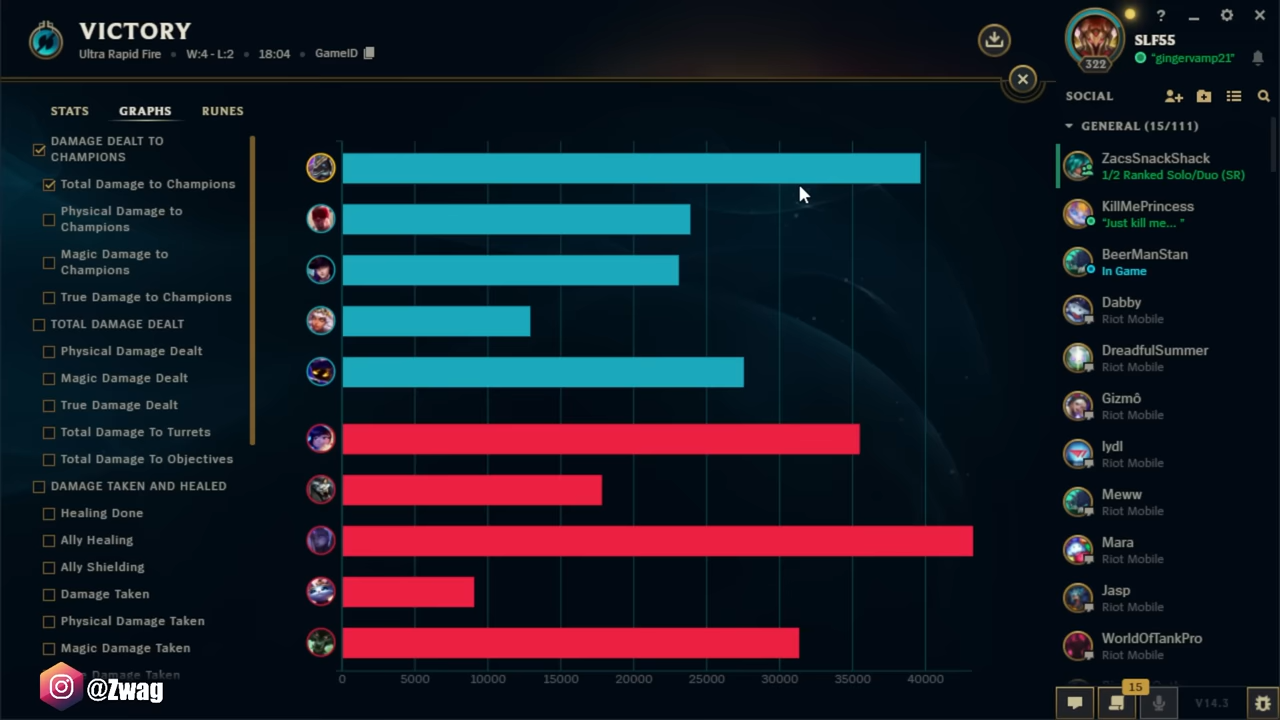 VICTORY
Ultra Rapid Fire • W:4 - L:2 • 18:04 • GameID
?
322
SLF55
"gingervamp21"
STATS GRAPHS RUNES
SOCIAL
GENERAL (15/111)
DAMAGE DEALT TO
CHAMPIONS
Total Damage to Champions
Physical Damage to
Champions
Magic Damage to
Champions
True Damage to Champions
TOTAL DAMAGE DEALT
Physical Damage Dealt
Magic Damage Dealt
True Damage Dealt
Total Damage To Turrets
Total Damage To Objectives
DAMAGE TAKEN AND HEALED
Healing Done
Ally Healing
Ally Shielding
Damage Taken
Physical Damage Taken
Magic Damage Taken
Damage Taken
@Zwag
0 5000 10000 15000 20000 25000 30000 35000 40000
ZacsSnackShack
1/2 Ranked Solo/Duo (SR)
KillMePrincess
"Just kill me... "
BeerManStan
In Game
Dabby
Riot Mobile
DreadfulSummer
Riot Mobile
Gizmô
Riot Mobile
lydl
Riot Mobile
Meww
Riot Mobile
Mara
Riot Mobile
Jasp
Riot Mobile
WorldOfTankPro
Riot Mobile
15
V14.3